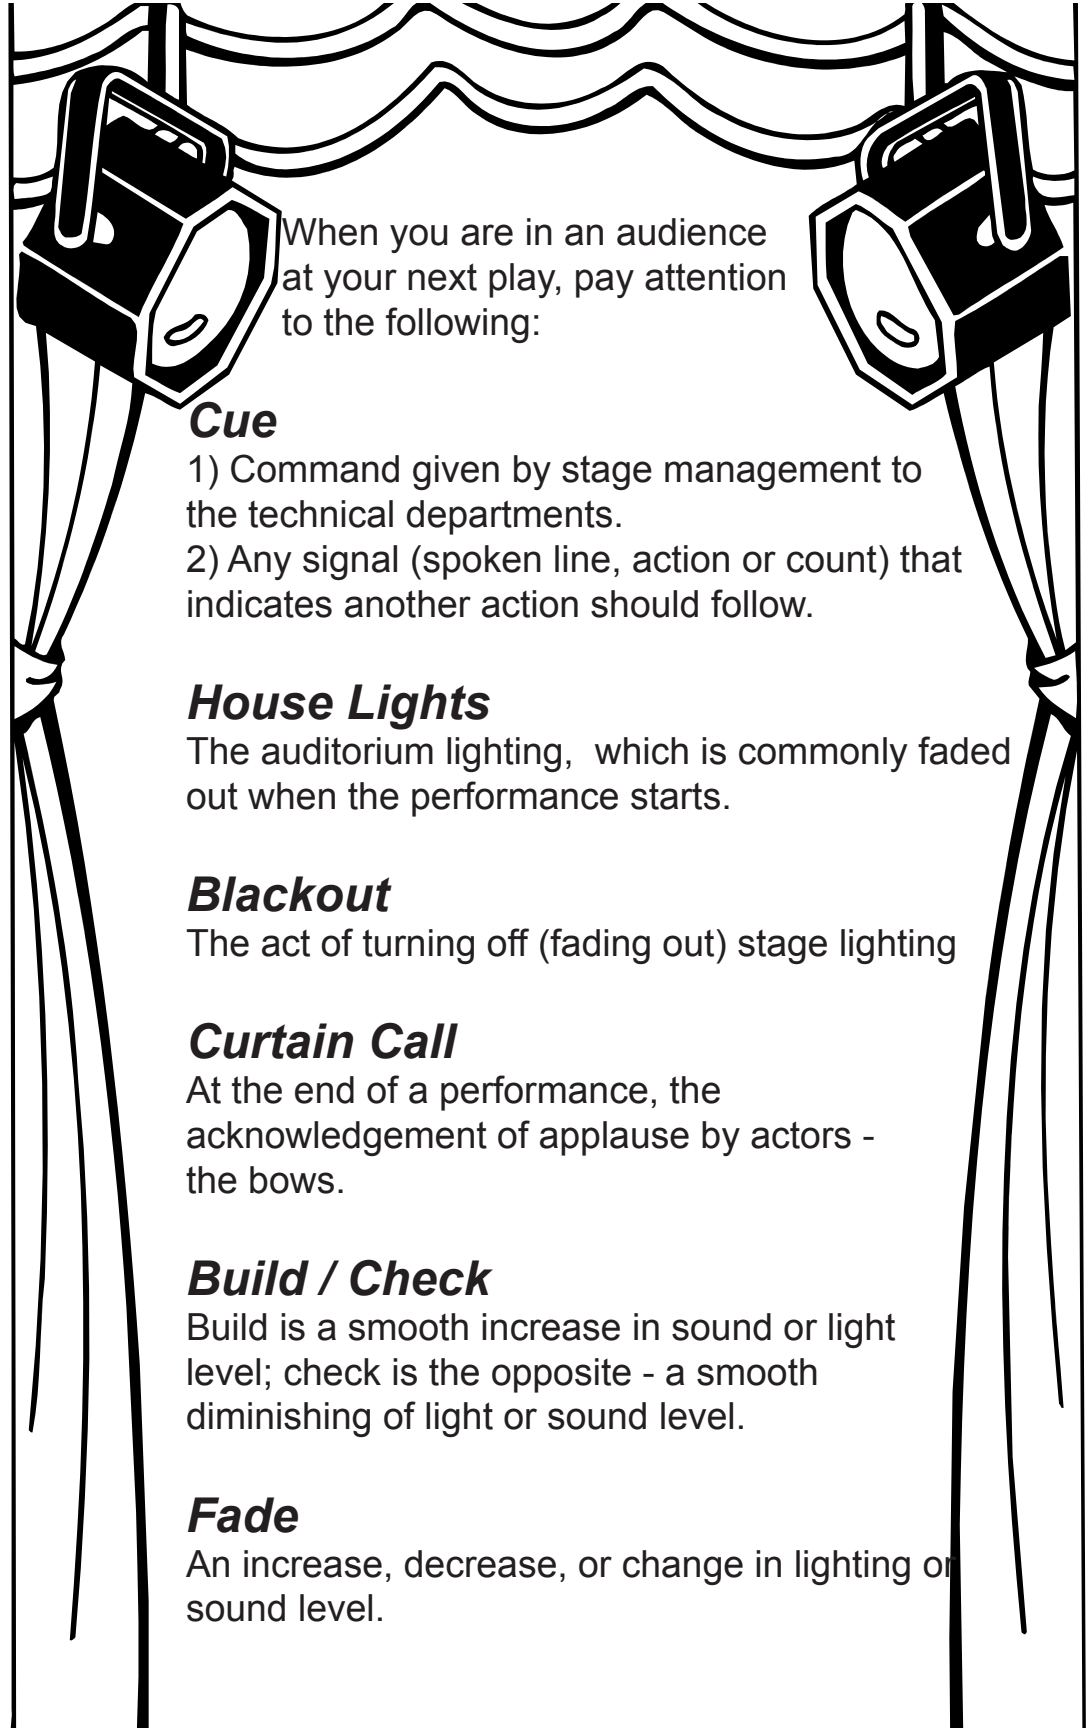 When you are in an audience
at your next play, pay attention
to the following:
Cue
1) Command given by stage management to
the technical departments.
2) Any signal (spoken line, action or count) that
indicates another action should follow.
House Lights
The auditorium lighting,  which is commonly faded
out when the performance starts.
Blackout
The act of turning off (fading out) stage lighting
Curtain Call
At the end of a performance, the
acknowledgement of applause by actors -
the bows.
Build / Check
Build is a smooth increase in sound or light
level; check is the opposite - a smooth
diminishing of light or sound level.
Fade
An increase, decrease, or change in lighting or
sound level.